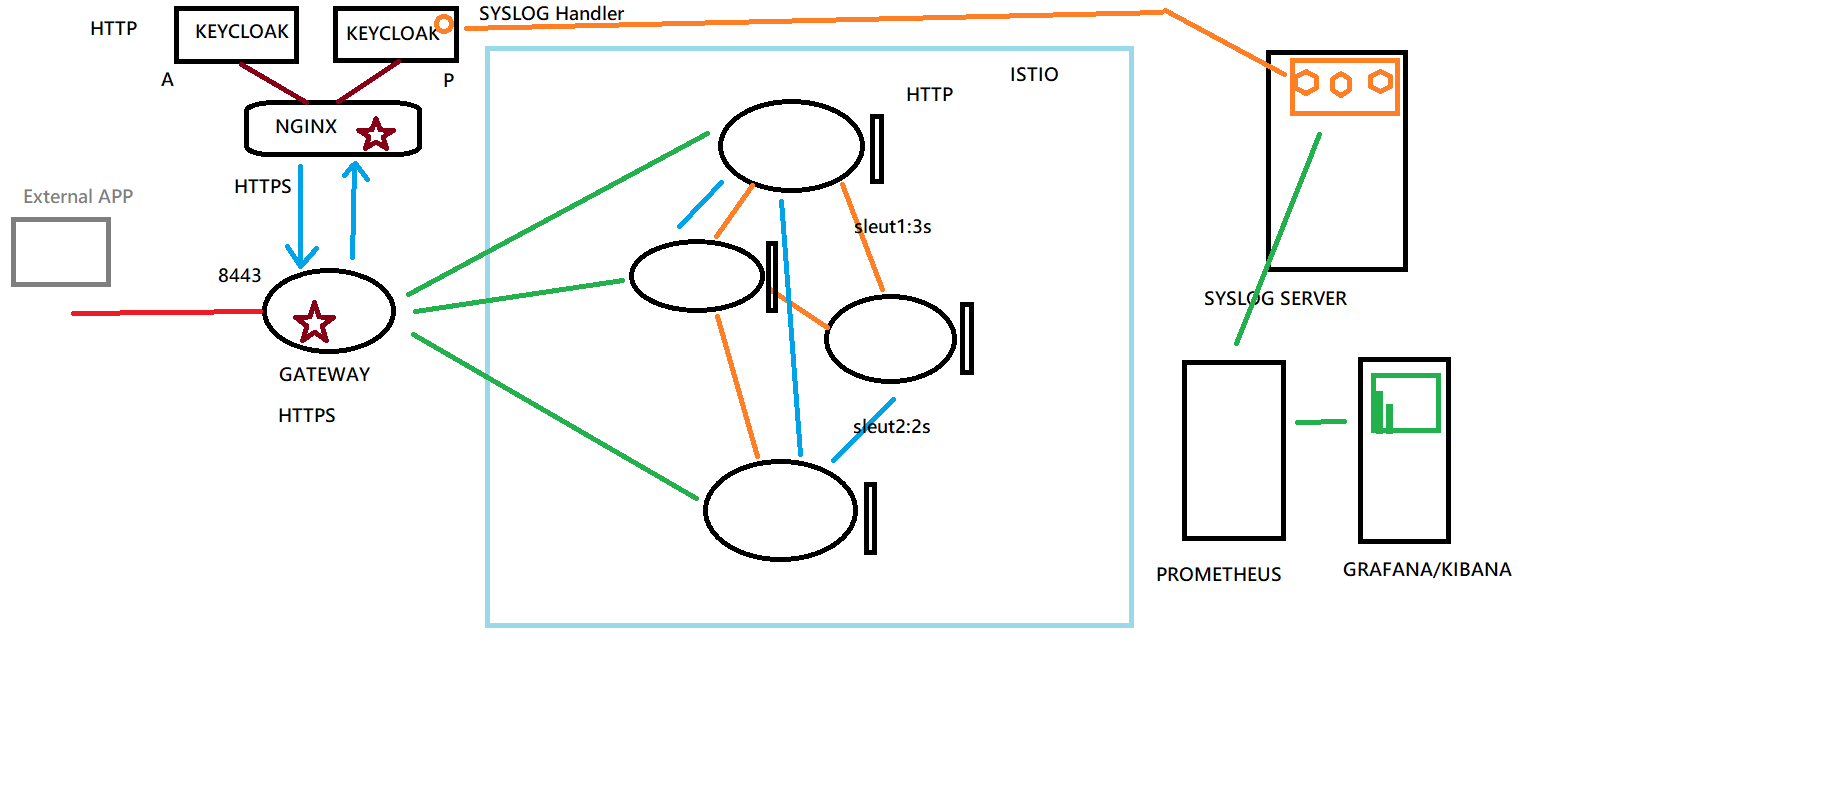 SYSLOG Handler
HTTP
KEYCLOAK
KEYCLOAK
A
P
ISTIO
HTTP
NGINX
HTTPS
External APP
sleut1:3s
8443
SYSLOG SERVER
GATEWAY
HTTPS
sleut2:2s
PROMETHEUS
GRAFANA/KIBANA